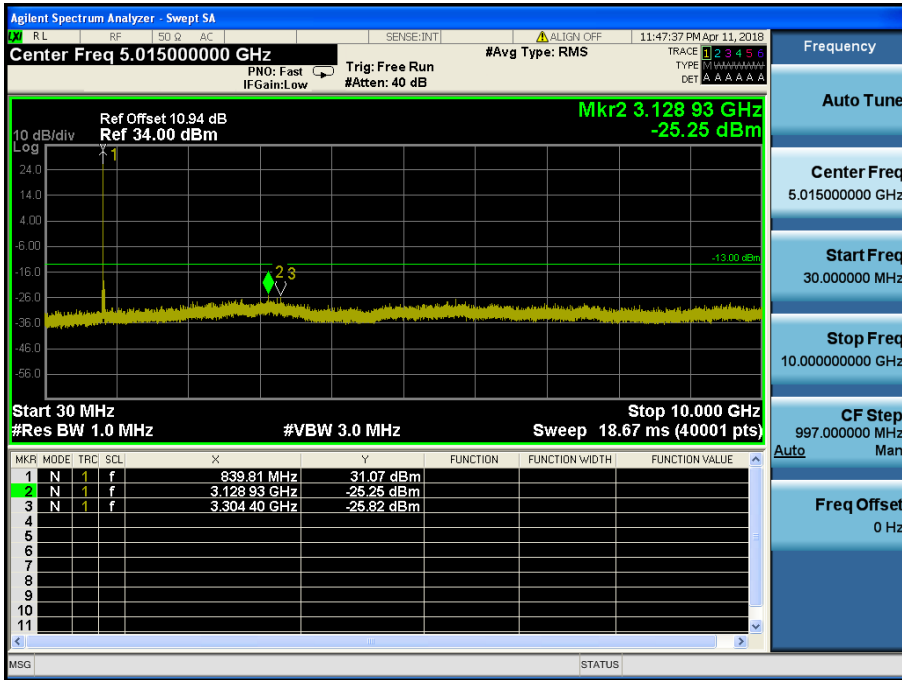 Agilent Spectrum Analyzer - Swept SA
LXI RL RF 50 Ω AC SENSE:INT ALIGN OFF 11:47:37 PM Apr 11, 2018
Center Freq 5.015000000 GHz #Avg Type: RMS TRACE 1 2 3 4 5 6
PNO: Fast Trig: Free Run TYPE M W W W W W
IFGain:Low #Atten: 40 dB DET A A A A A A
Mkr2 3.128 93 GHz
-25.25 dBm
Ref Offset 10.94 dB
10 dB/div Ref 34.00 dBm
Log
1
24.0
14.0
4.00
-6.00
-13.00 dBm
-16.0
2 3
-26.0
-36.0
-46.0
-56.0
Start 30 MHz Stop 10.000 GHz
#Res BW 1.0 MHz #VBW 3.0 MHz Sweep 18.67 ms (40001 pts)
MKR MODE TRC SCL X Y FUNCTION FUNCTION WIDTH FUNCTION VALUE
1 N 1 f 839.81 MHz 31.07 dBm
2 N 1 f 3.128 93 GHz -25.25 dBm
3 N 1 f 3.304 40 GHz -25.82 dBm
4
5
6
7
8
9
10
11
MSG STATUS
Frequency
Auto Tune
Center Freq
5.015000000 GHz
Start Freq
30.000000 MHz
Stop Freq
10.000000000 GHz
CF Step
997.000000 MHz
Auto Man
Freq Offset
0 Hz